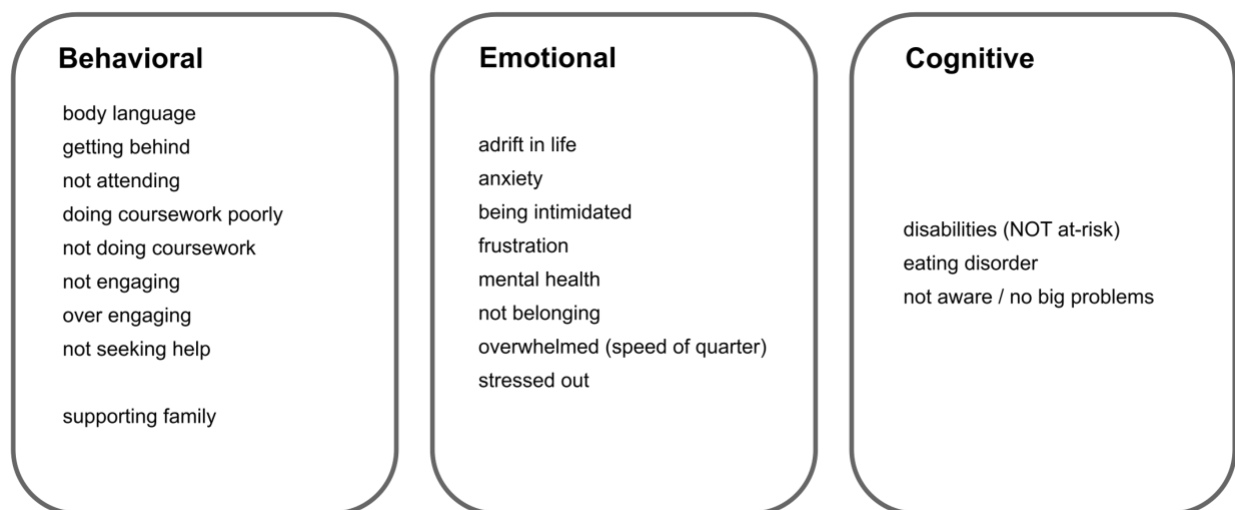 Behavioral
body language
getting behind
not attending
doing coursework poorly
not doing coursework
not engaging
over engaging
not seeking help
supporting family
Emotional
adrift in life
anxiety
being intimidated
frustration
mental health
not belonging
overwhelmed (speed of quarter)
stressed out
Cognitive
disabilities (NOT at-risk)
eating disorder
not aware / no big problems